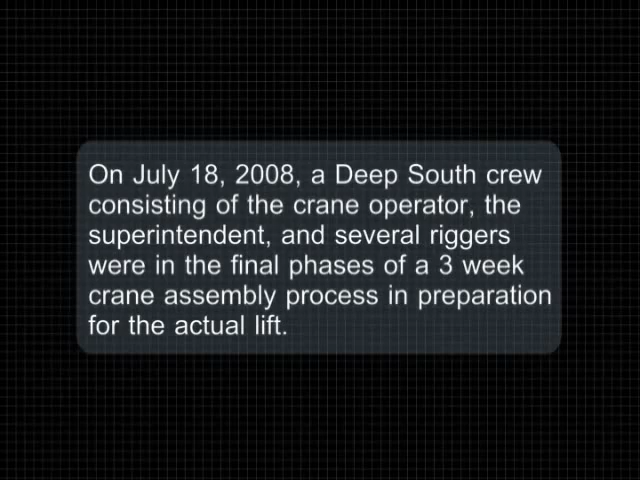 On July 18, 2008, a Deep South crew
consisting of the crane operator, the
superintendent, and several riggers
were in the final phases of a 3 week
crane assembly process in preparation
for the actual lift.